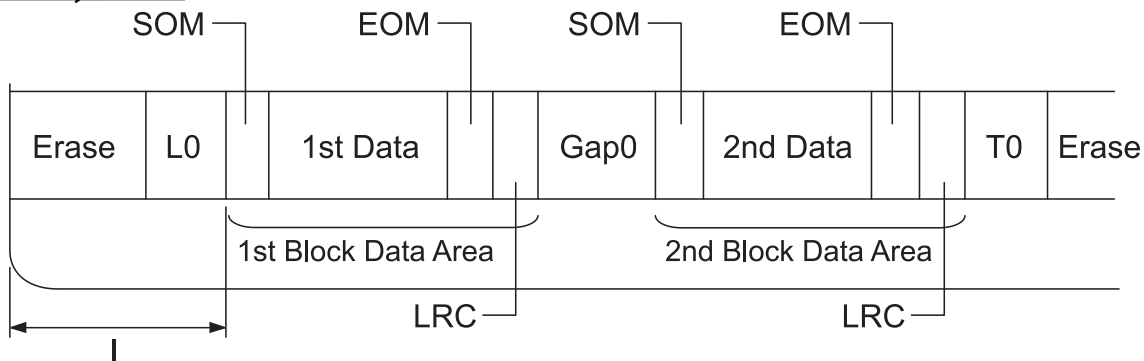 SOM EOM SOM EOM
Erase L0 1st Data Gap0 2nd Data T0 Erase
1st Block Data Area 2nd Block Data Area
LRC LRC